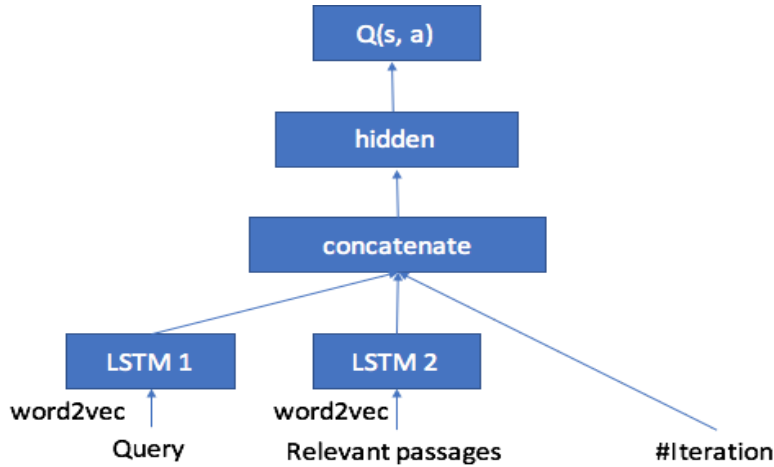 Q(s, a)
hidden
concatenate
LSTM 1
LSTM 2
word2vec
word2vec
Query
Relevant passages
#Iteration